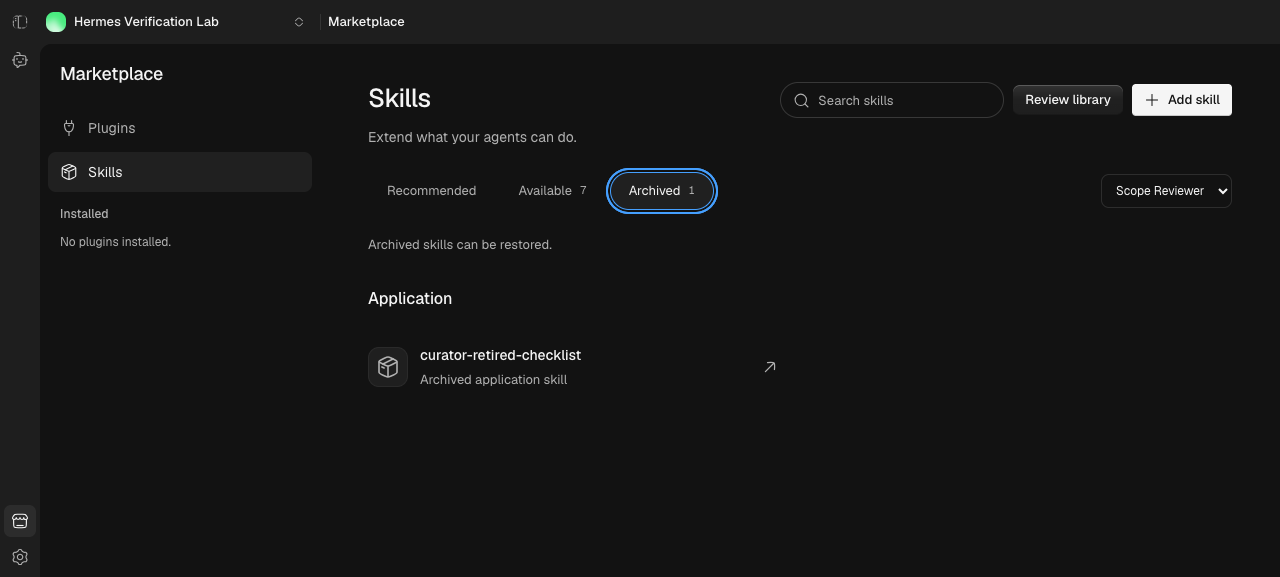 Hermes Verification Lab
Marketplace
Marketplace
Plugins
Skills
Installed
No plugins installed.
Skills
Search skills
Review library
Add skill
Extend what your agents can do.
Recommended
Available 7
Archived 1
Scope Reviewer
Archived skills can be restored.
Application
curator-retired-checklist
Archived application skill